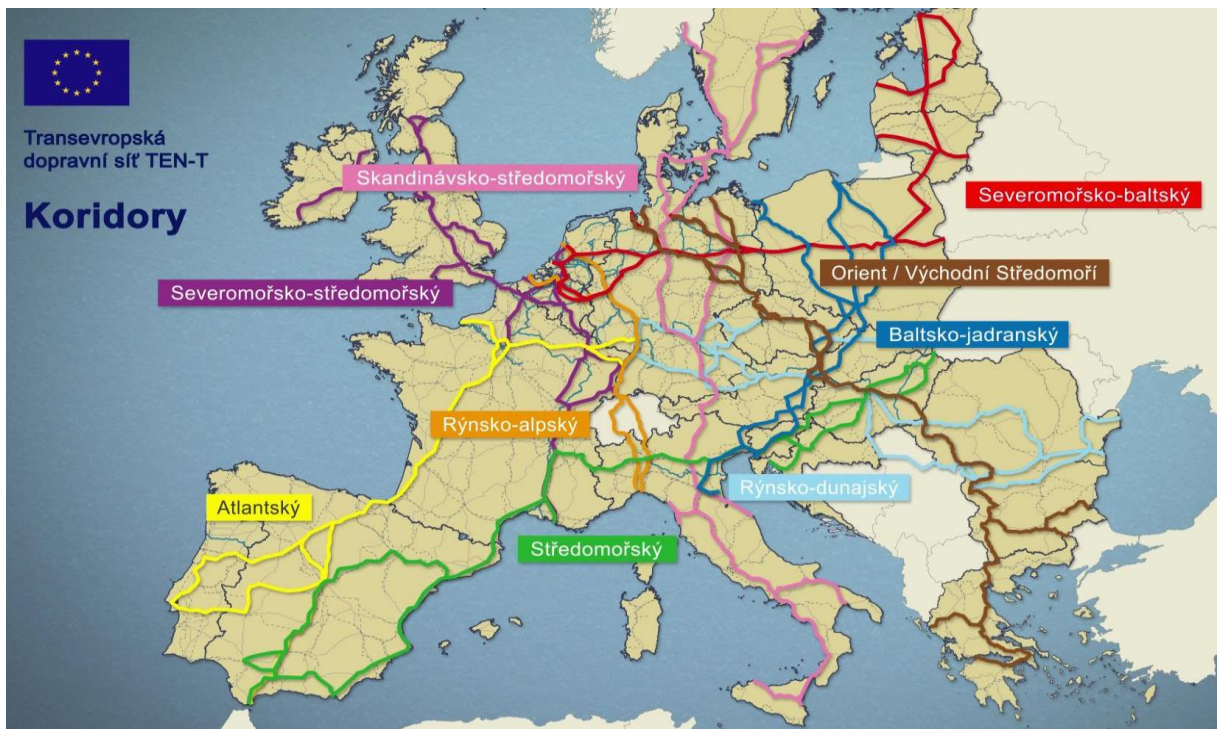 Transevropská
dopravní síť TEN-T
Koridory
Skandinávsko-středomořský
Severomořsko-baltský
Orient / Východní Středomoří
Severomořsko-středomořský
Baltsko-jadranský
Rýnsko-alpský
Rýnsko-dunajský
Atlantský
Středomořský